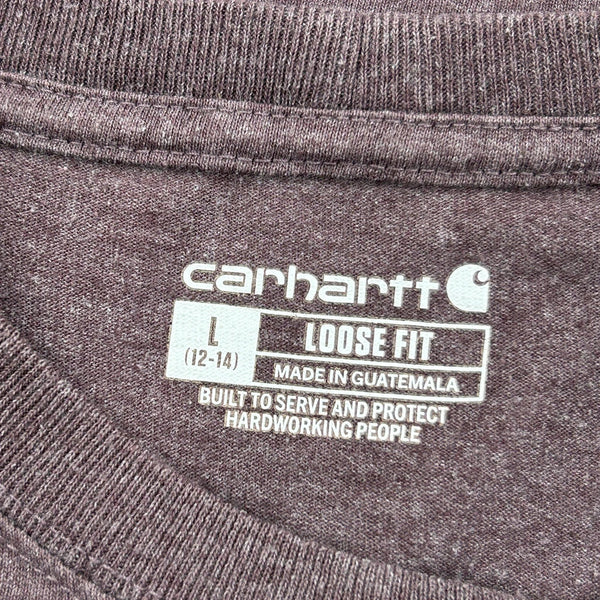 carhartt
L
(12-14)
LOOSE FIT
MADE IN GUATEMALA
BUILT TO SERVE AND PROTECT
HARDWORKING PEOPLE